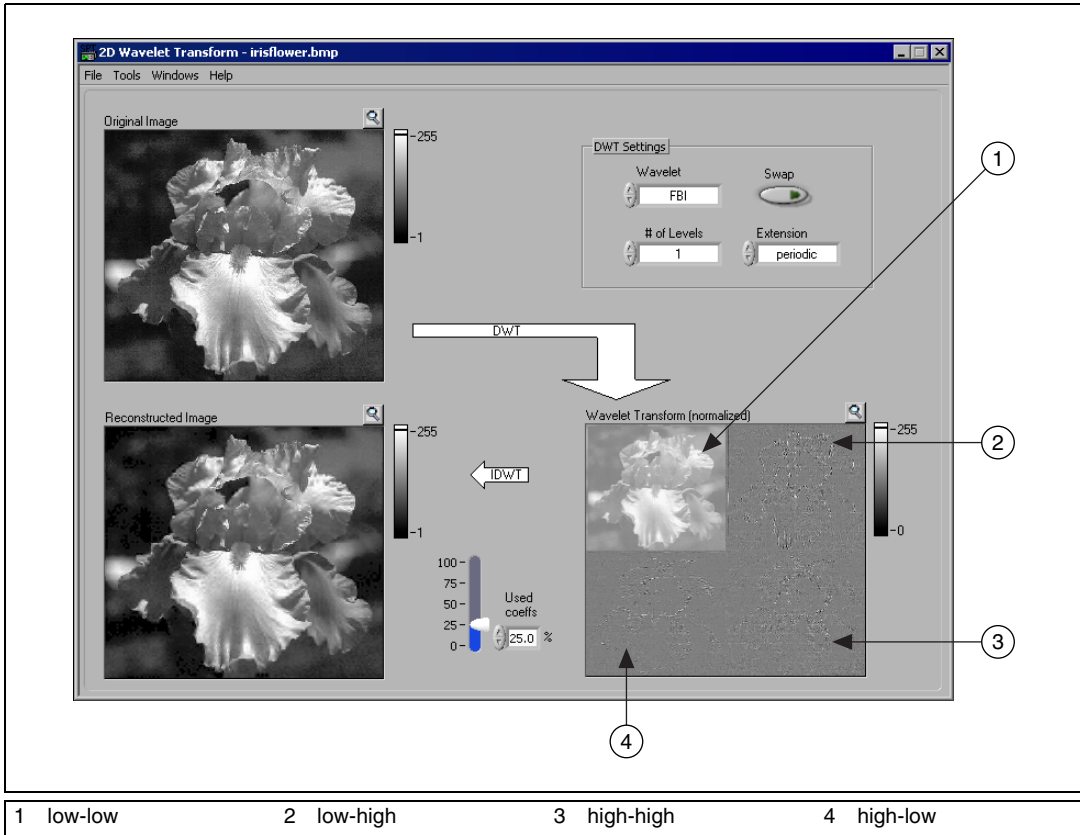 2D Wavelet Transform - irisflower.bmp
File Tools Windows Help
Original Image
255
1
DWT Settings
Wavelet
FBI
Swap
# of Levels
1
Extension
periodic
1
DWT
Reconstructed Image
255
1
IDWT
Wavelet Transform (normalized)
255
0
2
100
75
50
25
0
Used
coeffs
25.0 %
3
4
1 low-low 2 low-high 3 high-high 4 high-low